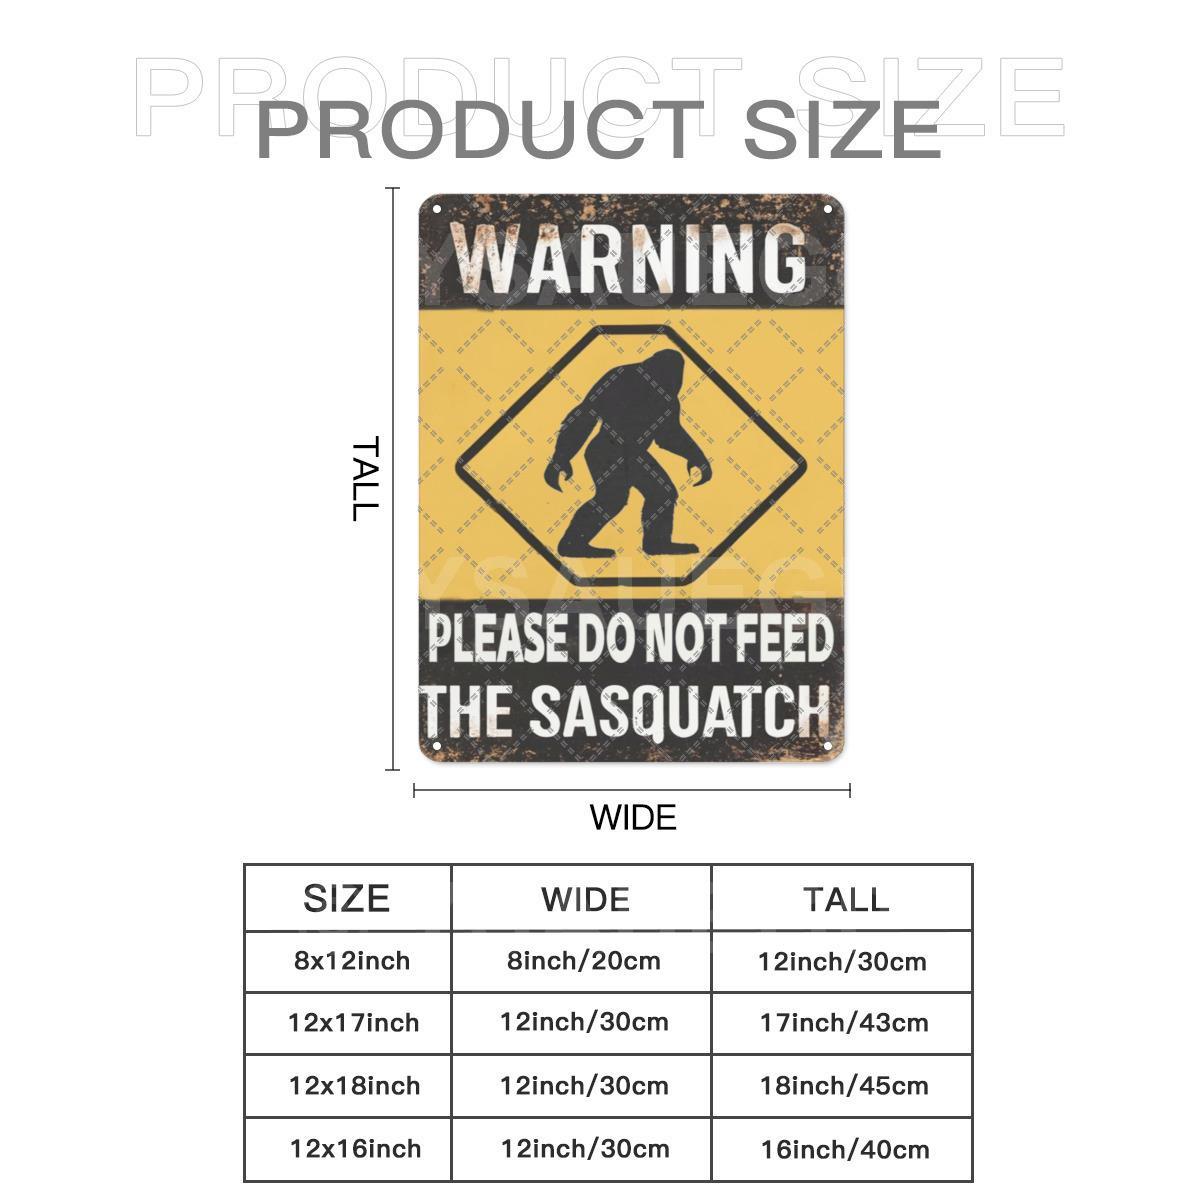 PRODUCT SIZE
PRODUCT SIZE
WARNING
TALL
PLEASE DO NOT FEED
THE SASQUATCH
WIDE
SIZE WIDE TALL
8x12inch 8inch/20cm 12inch/30cm
12x17inch 12inch/30cm 17inch/43cm
12x18inch 12inch/30cm 18inch/45cm
12x16inch 12inch/30cm 16inch/40cm